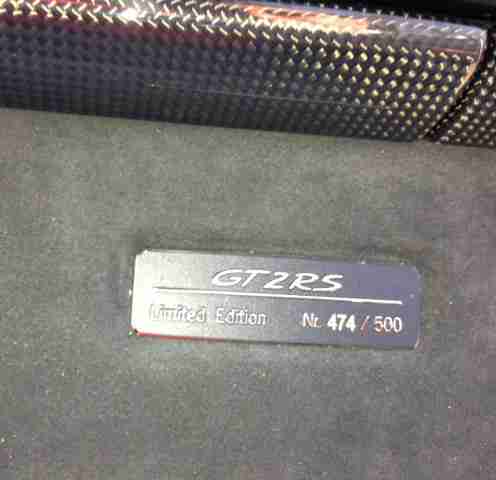 GT2RS
Limited Edition Nr. 474 / 500